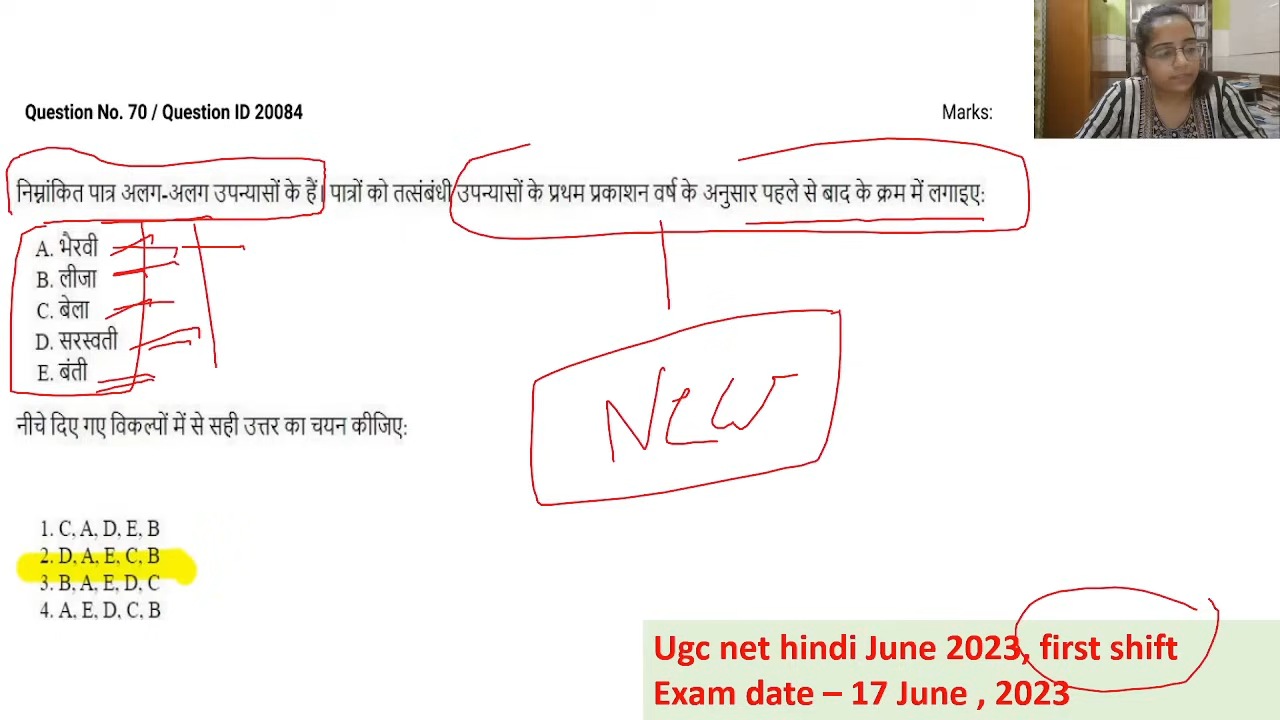 Question No. 70 / Question ID 20084
Marks:
निम्नांकित पात्र अलग-अलग उपन्यासों के हैं। पात्रों को तत्संबंधी उपन्यासों के प्रथम प्रकाशन वर्ष के अनुसार पहले से बाद के क्रम में लगाइए:
A. भैरवी
B. लीजा
C. बेला
D. सरस्वती
E. बंती
नीचे दिए गए विकल्पों में से सही उत्तर का चयन कीजिए:
New
1. C, A, D, E, B
2. D, A, E, C, B
3. B, A, E, D, C
4. A, E, D, C, B
Ugc net hindi June 2023, first shift
Exam date – 17 June , 2023